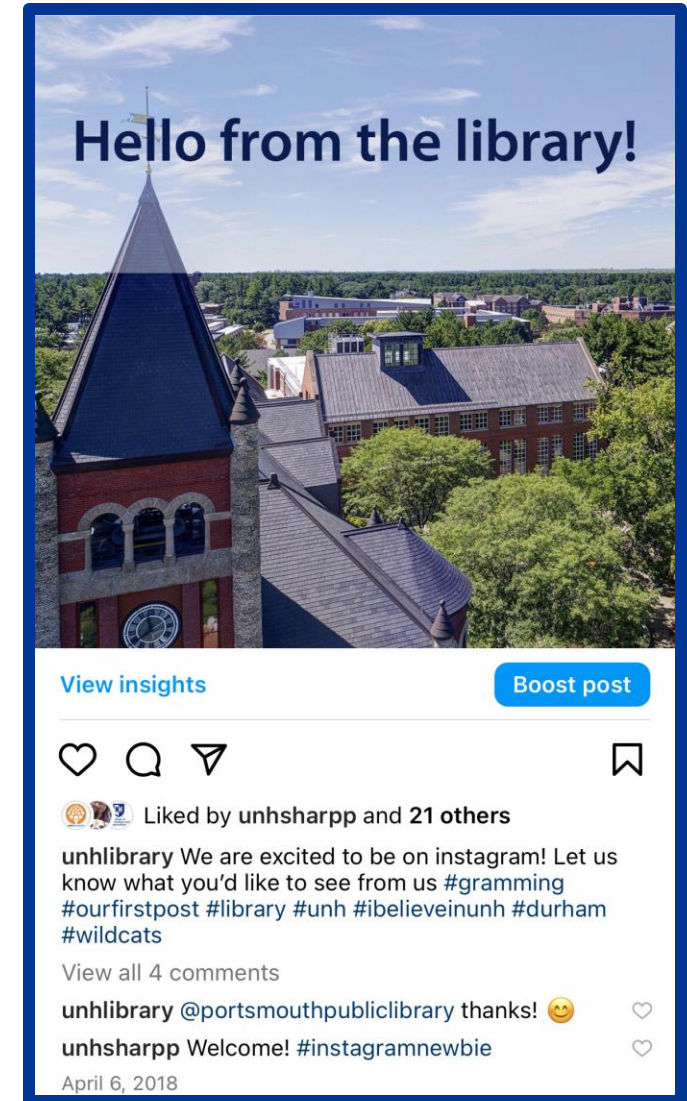 Hello from the library!
View insights
Boost post
Liked by unhsharpp and 21 others
unhlibrary We are excited to be on instagram! Let us
know what you’d like to see from us #gramming
#ourfirstpost #library #unh #ibelieveinunh #durham
#wildcats
View all 4 comments
unhlibrary @portsmouthpubliclibrary thanks! 😊
unhsharpp Welcome! #instagramnewbie
April 6, 2018